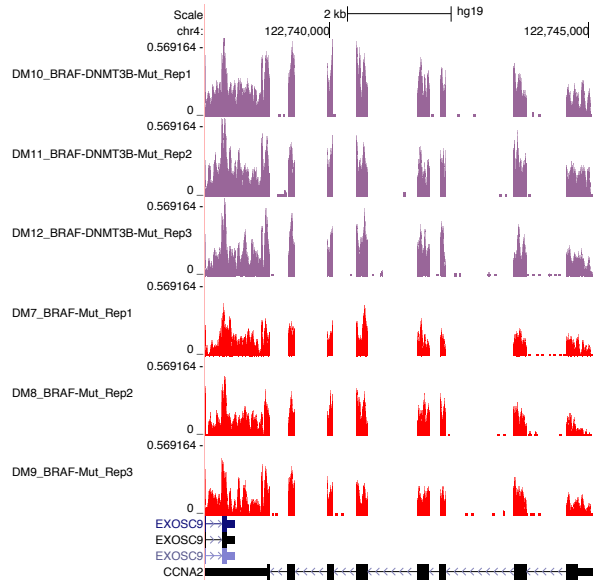 Scale 2 kb hg19
chr4: 122,740,000 122,745,000
0.569164 -
DM10_BRAF-DNMT3B-Mut_Rep1
0 _
0.569164 -
DM11_BRAF-DNMT3B-Mut_Rep2
0 _
0.569164 -
DM12_BRAF-DNMT3B-Mut_Rep3
0 _
0.569164 -
DM7_BRAF-Mut_Rep1
0 _
0.569164 -
DM8_BRAF-Mut_Rep2
0 _
0.569164 -
DM9_BRAF-Mut_Rep3
0 _
EXOSC9
EXOSC9
EXOSC9
CCNA2